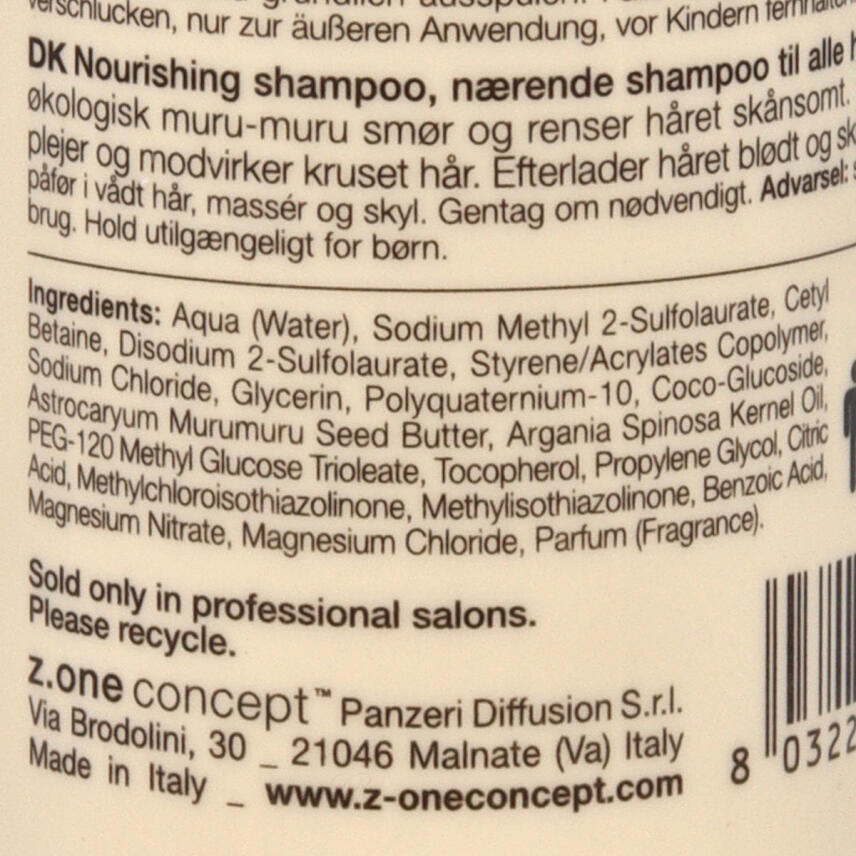 verschlucken, nur zur äußeren Anwendung, vor Kindern
DK Nourishing shampoo, nærende shampoo til alle
økologisk muru-muru smør og renser håret skånsomt.
plejer og modvirker kruset hår. Efterlader håret blødt og
påfør i vådt hår, massér og skyl. Gentag om nødvendigt. Advarsel:
brug. Hold utilgængeligt for børn.
Ingredients: Aqua (Water), Sodium Methyl 2-Sulfolaurate, Cetyl
Betaine, Disodium 2-Sulfolaurate, Styrene/Acrylates Copolymer,
Sodium Chloride, Glycerin, Polyquaternium-10, Coco-Glucoside,
Astrocaryum Murumuru Seed Butter, Argania Spinosa Kernel Oil,
PEG-120 Methyl Glucose Trioleate, Tocopherol, Propylene Glycol, Citric
Acid, Methylchloroisothiazolinone, Methylisothiazolinone, Benzoic Acid,
Magnesium Nitrate, Magnesium Chloride, Parfum (Fragrance).
Sold only in professional salons.
Please recycle.
z.one concept™ Panzeri Diffusion S.r.l.
Via Brodolini, 30 _ 21046 Malnate (Va) Italy
Made in Italy _ www.z-oneconcept.com
8 0322